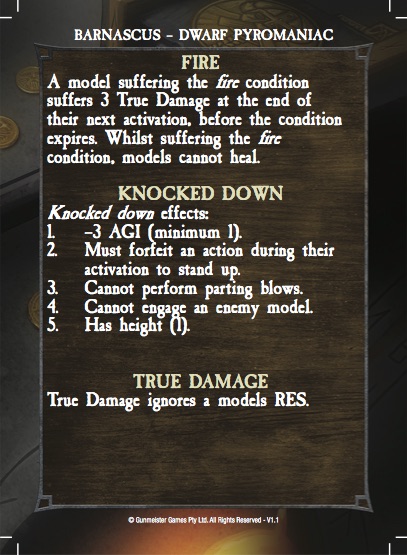 BARNASCUS – DWARF PYROMANIAC
FIRE
A model suffering the fire condition
suffers 3 True Damage at the end of
their next activation, before the condition
expires. Whilst suffering the fire
condition, models cannot heal.
KNOCKED DOWN
Knocked down effects:
1. –3 AGI (minimum 1).
2. Must forfeit an action during their
activation to stand up.
3. Cannot perform parting blows.
4. Cannot engage an enemy model.
5. Has height (1).
TRUE DAMAGE
True Damage ignores a models RES.
© Gunmeister Games Pty Ltd. All Rights Reserved - V1.1